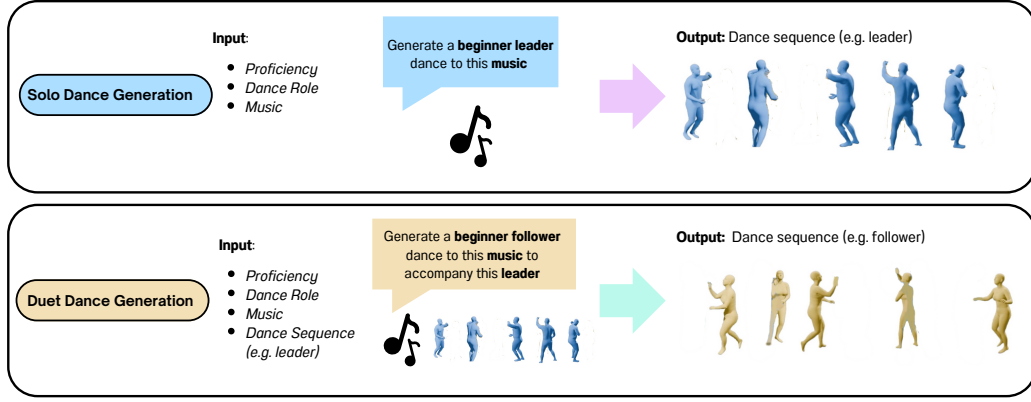 Solo Dance Generation
Input:
• Proficiency
• Dance Role
• Music
Generate a beginner leader
dance to this music
Output: Dance sequence (e.g. leader)
Duet Dance Generation
Input:
• Proficiency
• Dance Role
• Music
• Dance Sequence
(e.g. leader)
Generate a beginner follower
dance to this music to
accompany this leader
Output: Dance sequence (e.g. follower)